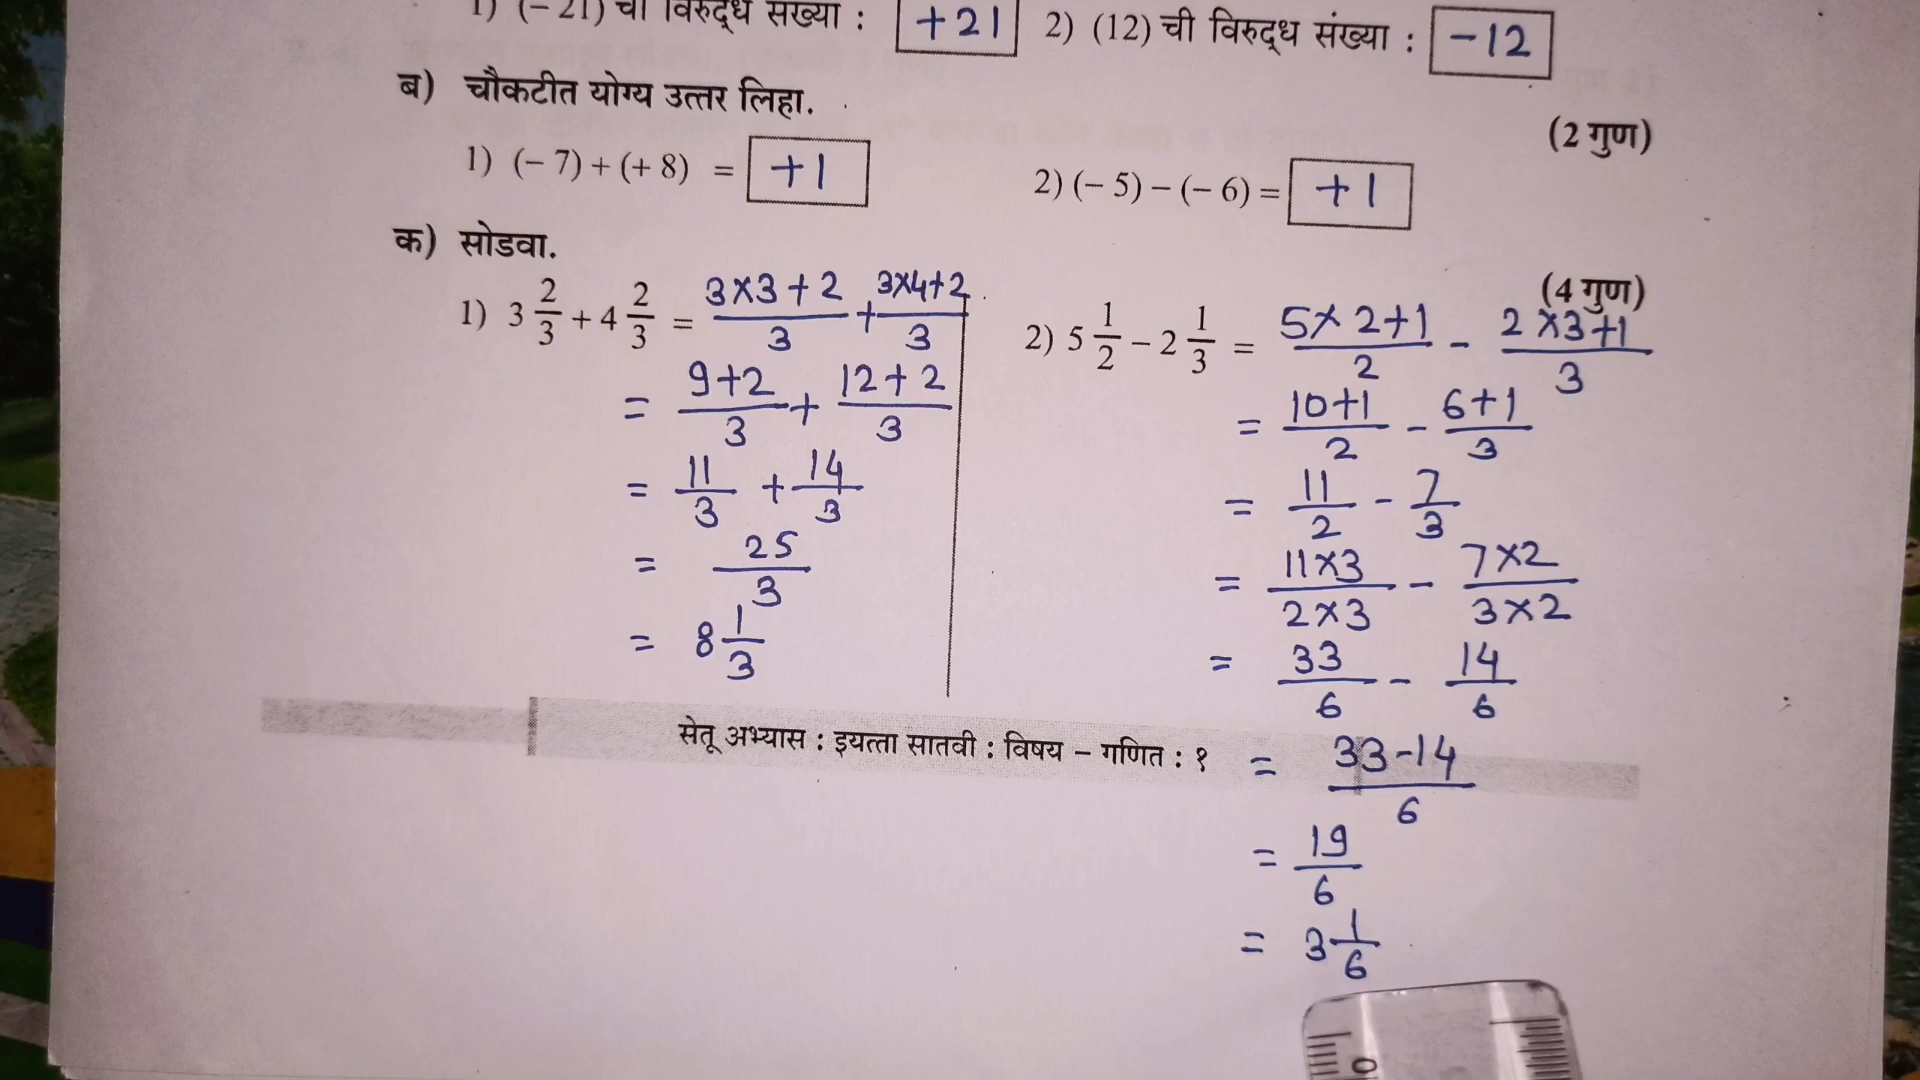 1) (– 21) ची विरुद्ध संख्या : +21 2) (12) ची विरुद्ध संख्या : -12
ब) चौकटीत योग्य उत्तर लिहा. (2 गुण)
1) (– 7) + (+ 8) = +1 2) (– 5) – (– 6) = +1
क) सोडवा. (4 गुण)
1) 3 2/3 + 4 2/3 = 3×3+2/3 + 3×4+2/3
= 9+2/3 + 12+2/3
= 11/3 + 14/3
= 25/3
= 8 1/3
2) 5 1/2 – 2 1/3 = 5×2+1/2 - 2×3+1/3
= 10+1/2 - 6+1/3
= 11/2 - 7/3
= 11×3/2×3 - 7×2/3×2
= 33/6 - 14/6
= 33-14/6
= 19/6
= 3 1/6
सेतू अभ्यास : इयत्ता सातवी : विषय – गणित : १
0